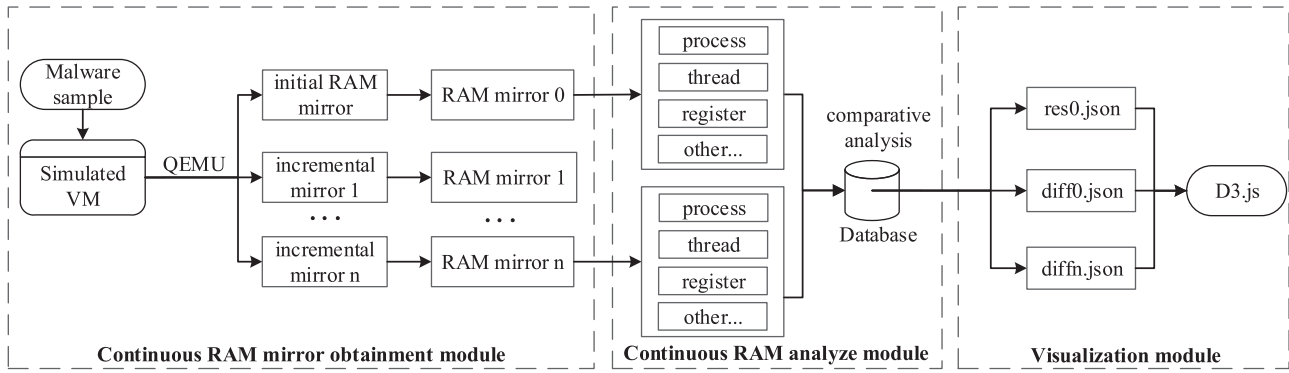 Malware
sample
Simulated
VM
QEMU
initial RAM
mirror
RAM mirror 0
incremental
mirror 1
RAM mirror 1
...
...
incremental
mirror n
RAM mirror n
Continuous RAM mirror obtainment module
process
thread
register
other...
process
thread
register
other...
comparative
analysis
Database
Continuous RAM analyze module
res0.json
diff0.json
diffn.json
D3.js
Visualization module